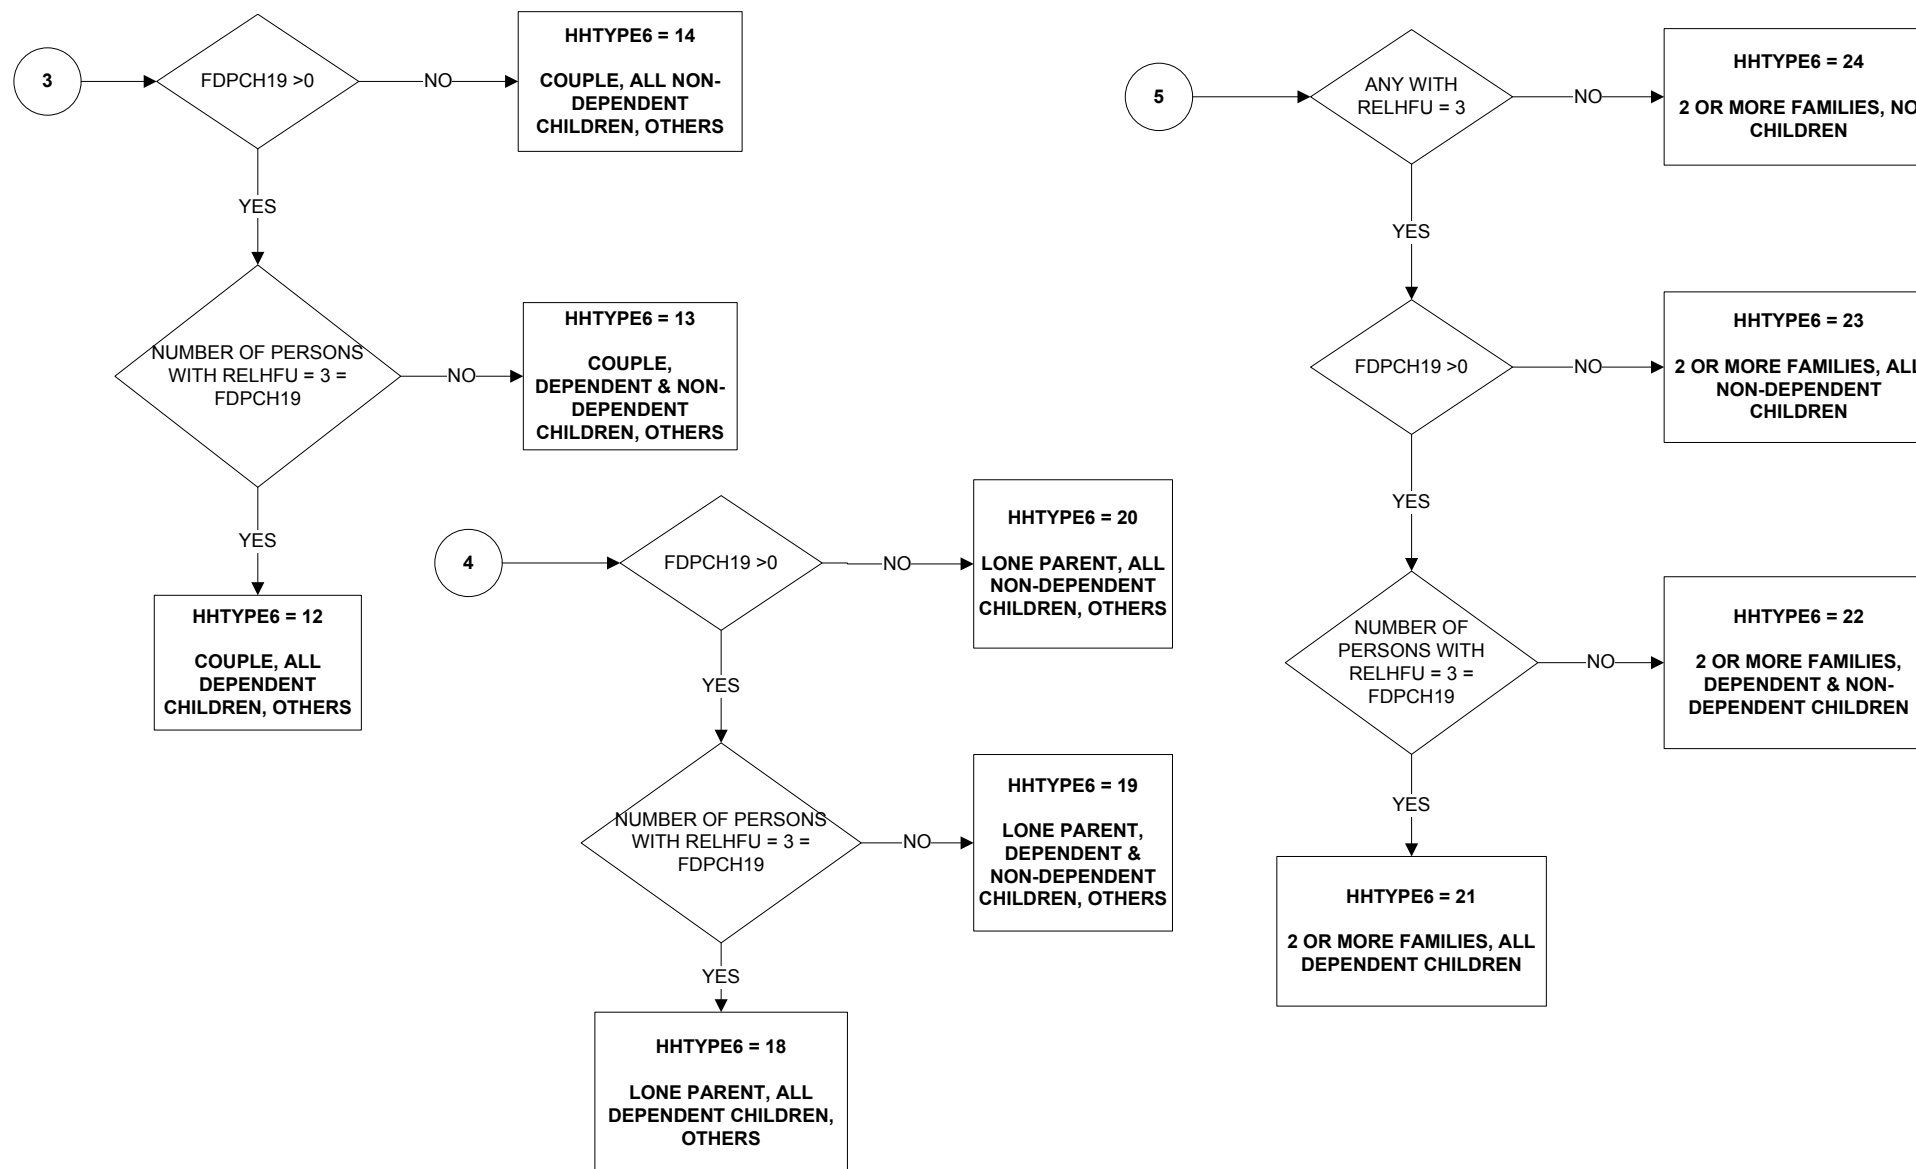 3
FDPCH19 >0
NO
HHTYPE6 = 14
COUPLE, ALL NON-
DEPENDENT
CHILDREN, OTHERS
YES
NUMBER OF PERSONS
WITH RELHFU = 3 =
FDPCH19
NO
HHTYPE6 = 13
COUPLE,
DEPENDENT & NON-
DEPENDENT
CHILDREN, OTHERS
YES
HHTYPE6 = 12
COUPLE, ALL
DEPENDENT
CHILDREN, OTHERS
4
FDPCH19 >0
NO
HHTYPE6 = 20
LONE PARENT, ALL
NON-DEPENDENT
CHILDREN, OTHERS
YES
NUMBER OF PERSONS
WITH RELHFU = 3 =
FDPCH19
NO
HHTYPE6 = 19
LONE PARENT,
DEPENDENT &
NON-DEPENDENT
CHILDREN, OTHERS
YES
HHTYPE6 = 18
LONE PARENT, ALL
DEPENDENT CHILDREN,
OTHERS
5
ANY WITH
RELHFU = 3
NO
HHTYPE6 = 24
2 OR MORE FAMILIES, NO
CHILDREN
YES
FDPCH19 >0
NO
HHTYPE6 = 23
2 OR MORE FAMILIES, ALL
NON-DEPENDENT
CHILDREN
YES
NUMBER OF
PERSONS WITH
RELHFU = 3 =
FDPCH19
NO
HHTYPE6 = 22
2 OR MORE FAMILIES,
DEPENDENT & NON-
DEPENDENT CHILDREN
YES
HHTYPE6 = 21
2 OR MORE FAMILIES, ALL
DEPENDENT CHILDREN